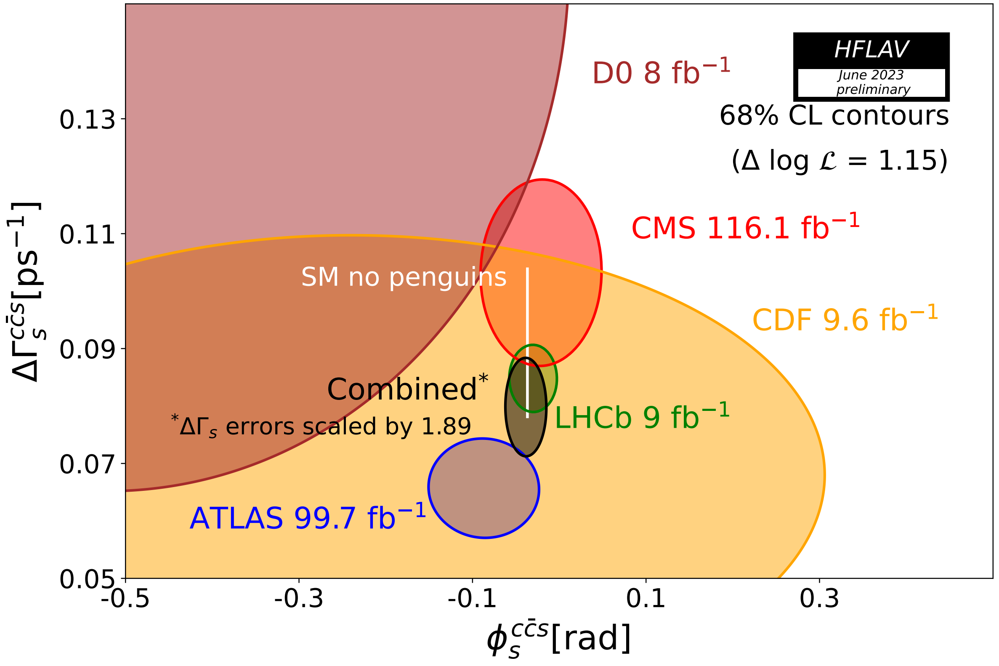 HFLAV
June 2023
preliminary
D0 8 fb⁻¹
68% CL contours
(Δ log ℒ = 1.15)
CMS 116.1 fb⁻¹
SM no penguins
CDF 9.6 fb⁻¹
Combined*
*ΔΓₛ errors scaled by 1.89
LHCb 9 fb⁻¹
ATLAS 99.7 fb⁻¹
0.13
0.11
0.09
0.07
0.05
-0.5 -0.3 -0.1 0.1 0.3
ΔΓ_s^{cc̄s}[ps⁻¹]
ϕ_s^{cc̄s}[rad]